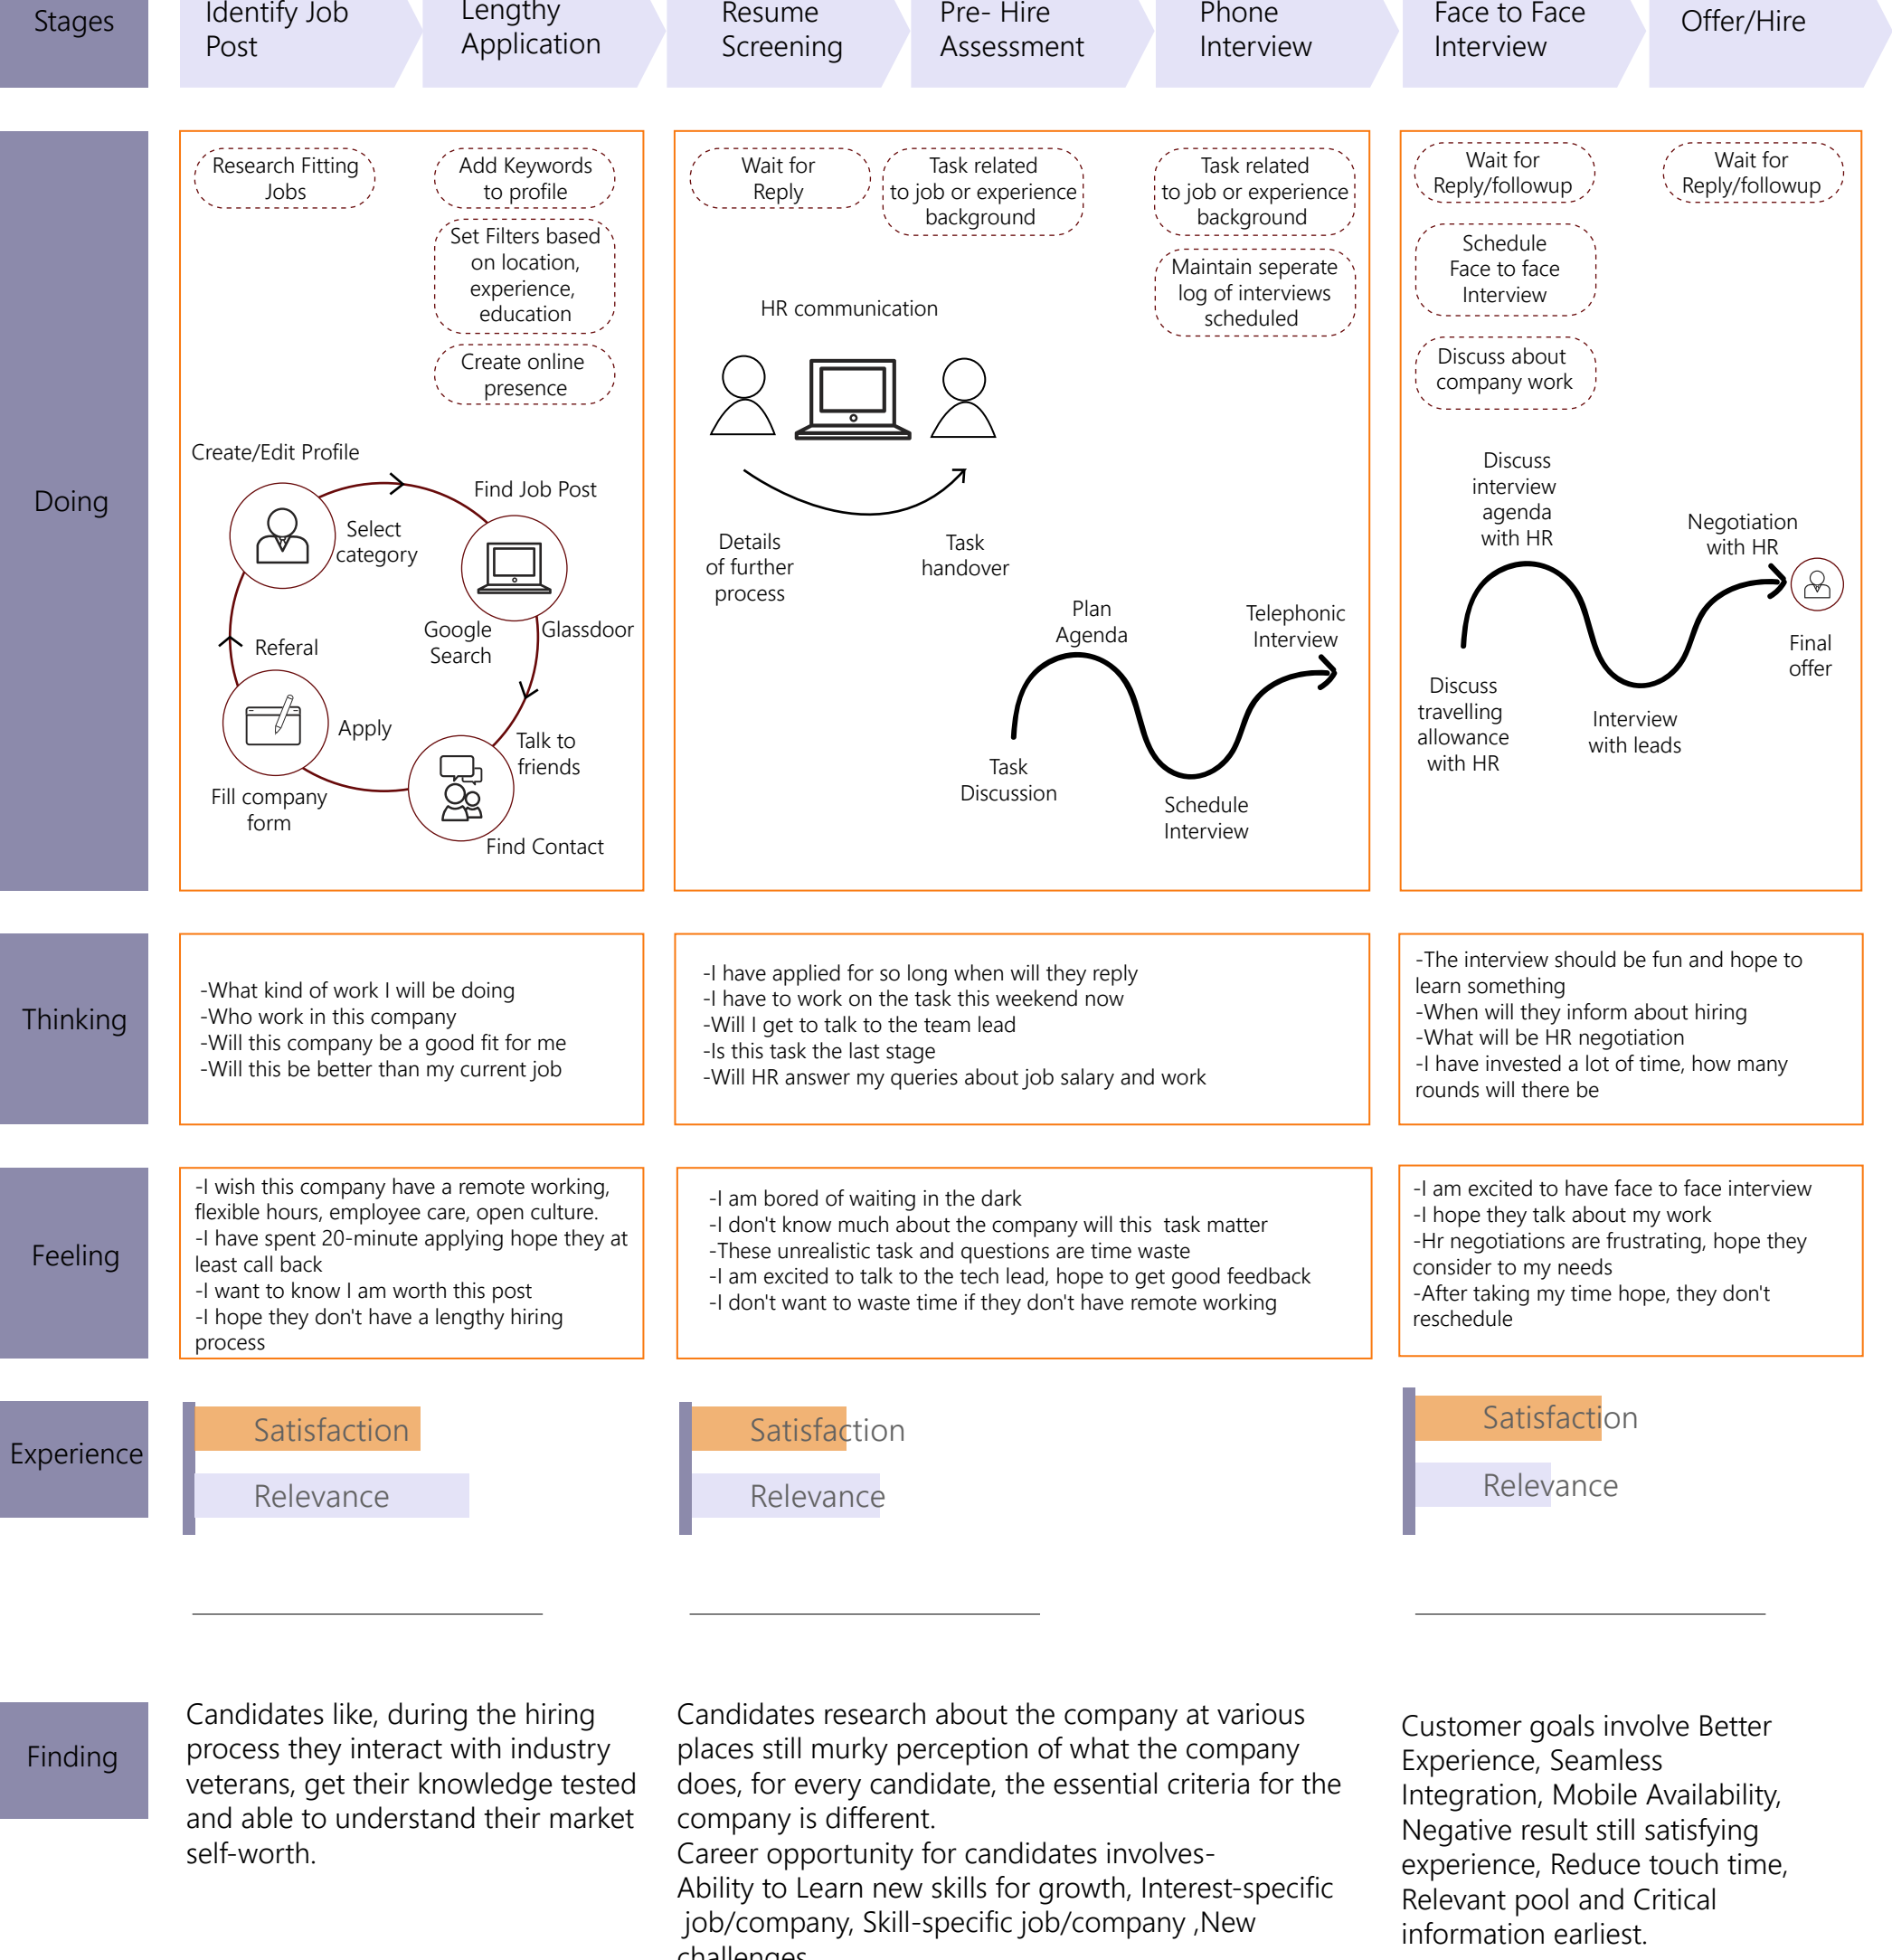 Stages
Identify Job
Post
Lengthy
Application
Resume
Screening
Pre- Hire
Assessment
Phone
Interview
Face to Face
Interview
Offer/Hire
Doing
Research Fitting
Jobs
Add Keywords
to profile
Set Filters based
on location,
experience,
education
Create online
presence
Create/Edit Profile
Find Job Post
Select
category
Google
Search
Glassdoor
Referal
Apply
Talk to
friends
Fill company
form
Find Contact
Wait for
Reply
Task related
to job or experience
background
Task related
to job or experience
background
Maintain seperate
log of interviews
scheduled
HR communication
Details
of further
process
Task
handover
Plan
Agenda
Telephonic
Interview
Task
Discussion
Schedule
Interview
Wait for
Reply/followup
Wait for
Reply/followup
Schedule
Face to face
Interview
Discuss about
company work
Discuss
interview
agenda
with HR
Negotiation
with HR
Final
offer
Discuss
travelling
allowance
with HR
Interview
with leads
Thinking
-What kind of work I will be doing
-Who work in this company
-Will this company be a good fit for me
-Will this be better than my current job
-I have applied for so long when will they reply
-I have to work on the task this weekend now
-Will I get to talk to the team lead
-Is this task the last stage
-Will HR answer my queries about job salary and work
-The interview should be fun and hope to
learn something
-When will they inform about hiring
-What will be HR negotiation
-I have invested a lot of time, how many
rounds will there be
Feeling
-I wish this company have a remote working,
flexible hours, employee care, open culture.
-I have spent 20-minute applying hope they at
least call back
-I want to know I am worth this post
-I hope they don't have a lengthy hiring
process
-I am bored of waiting in the dark
-I don't know much about the company will this task matter
-These unrealistic task and questions are time waste
-I am excited to talk to the tech lead, hope to get good feedback
-I don't want to waste time if they don't have remote working
-I am excited to have face to face interview
-I hope they talk about my work
-Hr negotiations are frustrating, hope they
consider to my needs
-After taking my time hope, they don't
reschedule
Experience
Satisfaction
Relevance
Satisfaction
Relevance
Satisfaction
Relevance
Finding
Candidates like, during the hiring
process they interact with industry
veterans, get their knowledge tested
and able to understand their market
self-worth.
Candidates research about the company at various
places still murky perception of what the company
does, for every candidate, the essential criteria for the
company is different.
Career opportunity for candidates involves-
Ability to Learn new skills for growth, Interest-specific
job/company, Skill-specific job/company ,New
challenges
Customer goals involve Better
Experience, Seamless
Integration, Mobile Availability,
Negative result still satisfying
experience, Reduce touch time,
Relevant pool and Critical
information earliest.